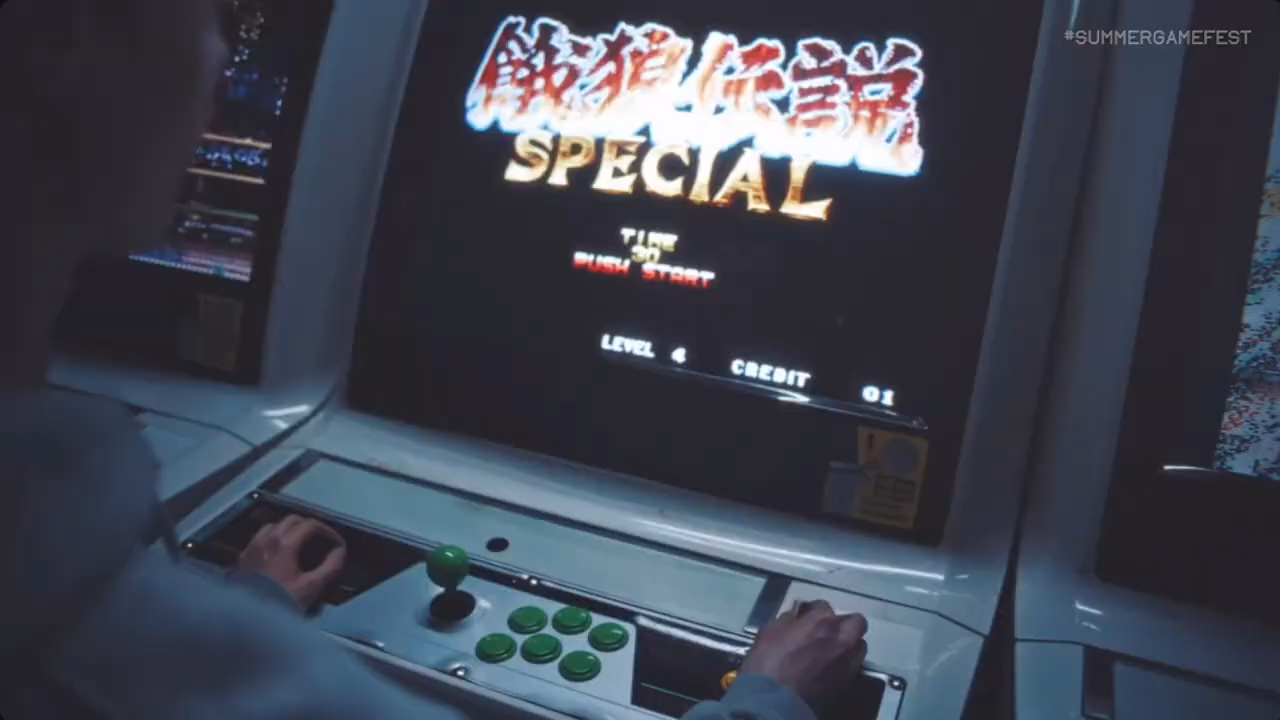 #SUMMERGAMEFEST
餓狼伝説
SPECIAL
TIME
30
PUSH START
LEVEL 4 CREDIT 01